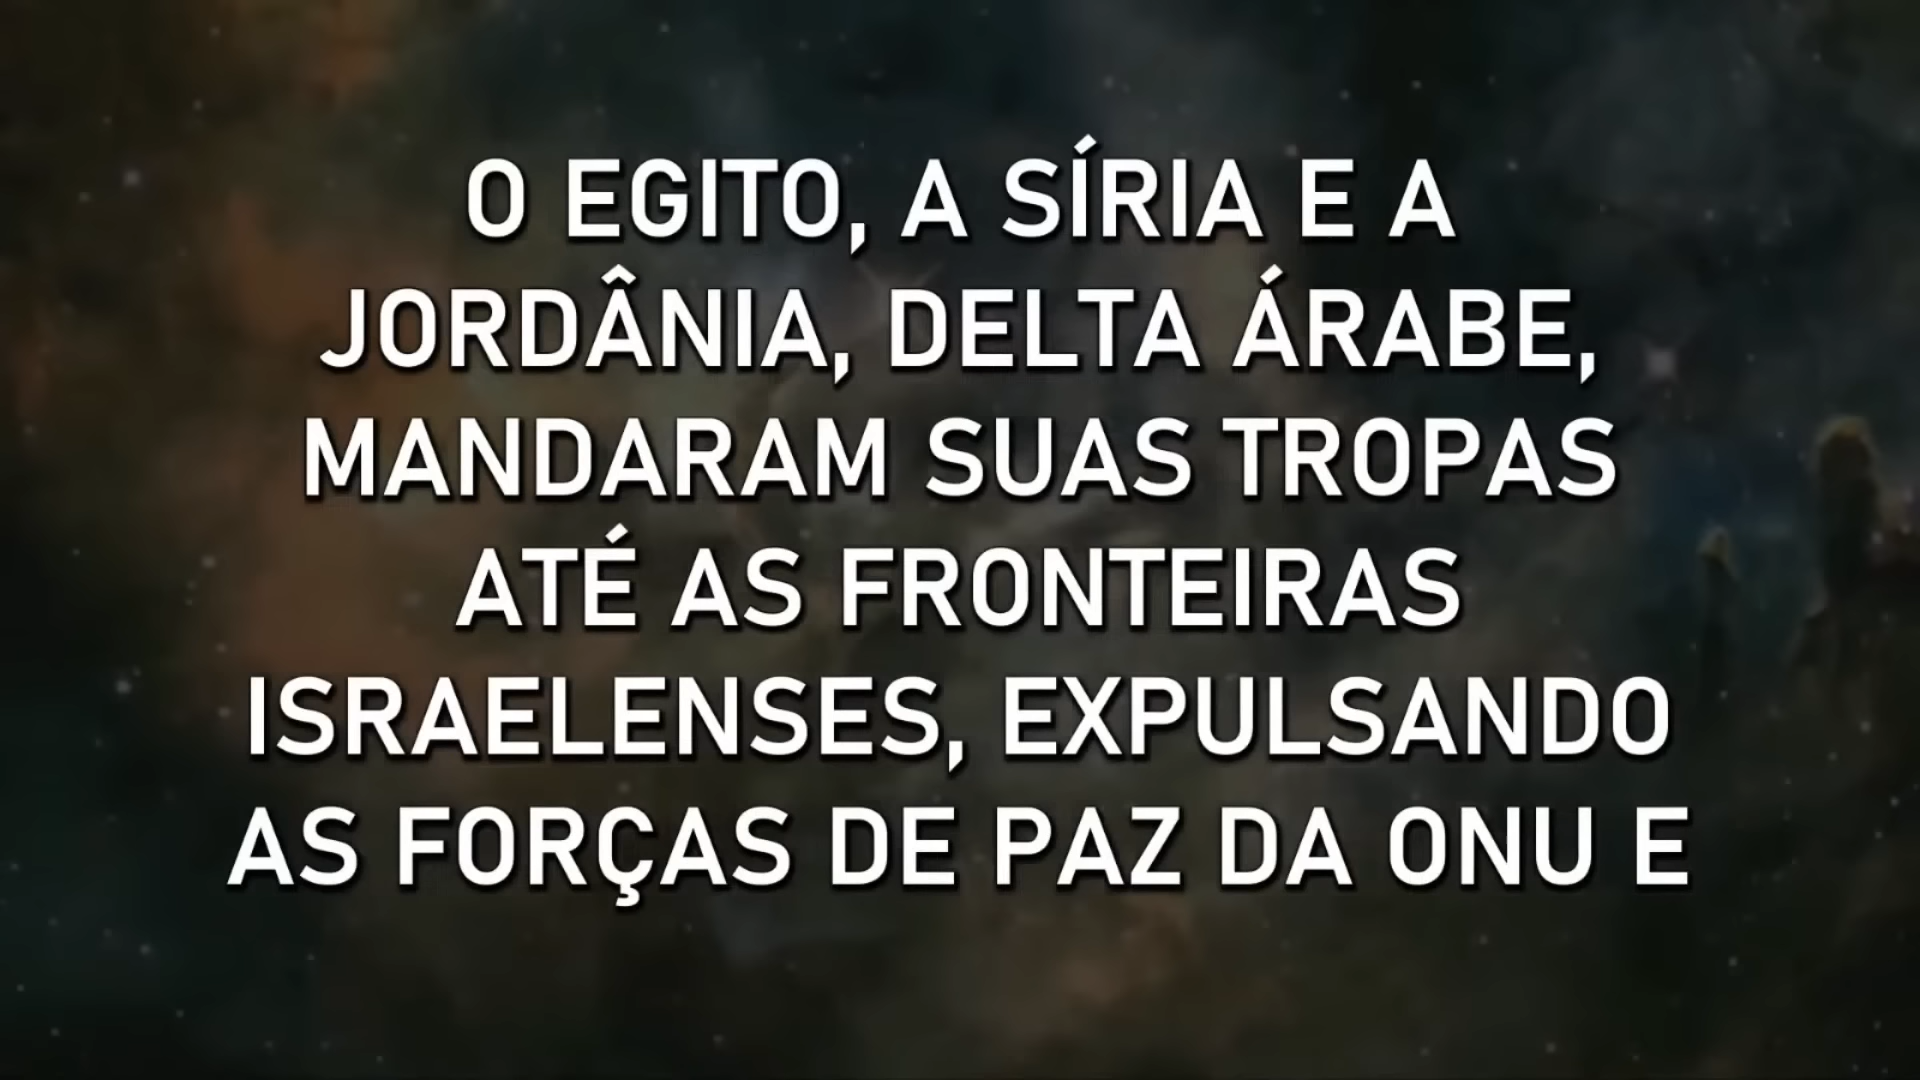 O EGITO, A SÍRIA E A
JORDÂNIA, DELTA ÁRABE,
MANDARAM SUAS TROPAS
ATÉ AS FRONTEIRAS
ISRAELENSES, EXPULSANDO
AS FORÇAS DE PAZ DA ONU E